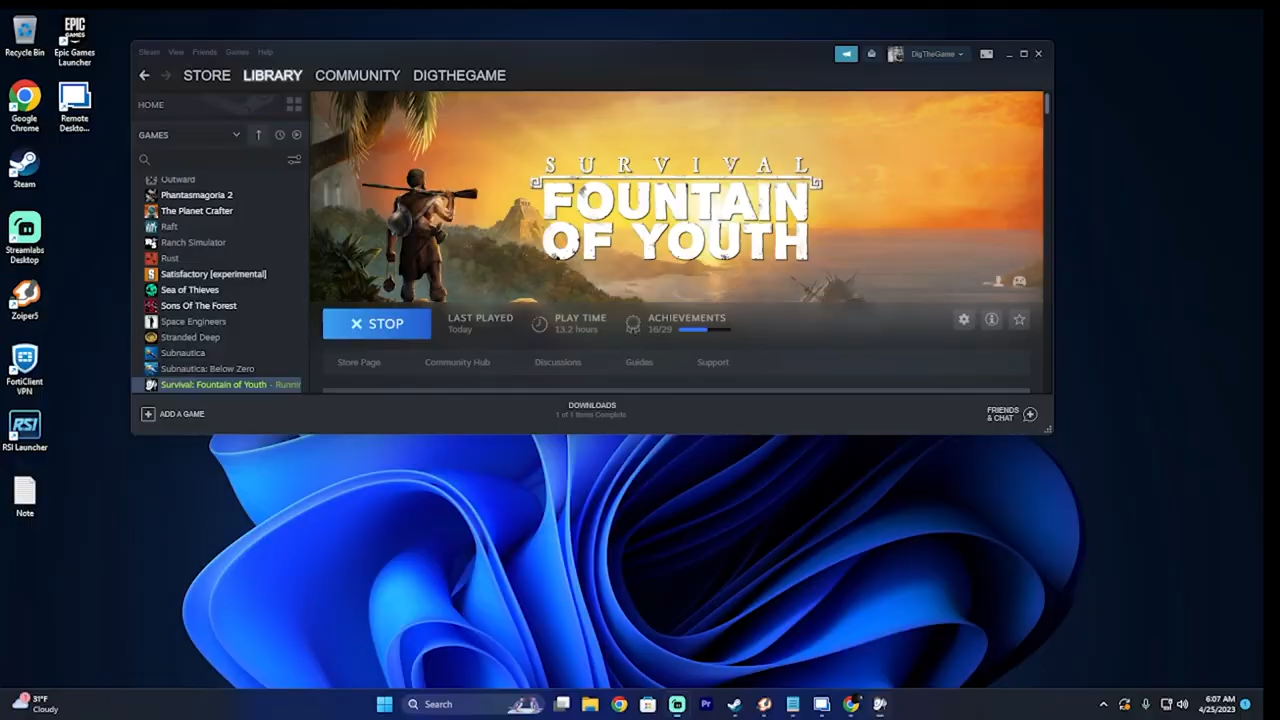 Recycle Bin
EPIC
GAMES
Epic Games
Launcher
Google
Chrome
Remote
Deskto...
Steam
Streamlabs
Desktop
Zoiper5
FortiClient
VPN
RSI
RSI Launcher
Note
Steam View Friends Games Help
DigTheGame
STORE LIBRARY COMMUNITY DIGTHEGAME
HOME
GAMES
Outward
Phantasmagoria 2
The Planet Crafter
Raft
Ranch Simulator
Rust
Satisfactory [experimental]
Sea of Thieves
Sons Of The Forest
Space Engineers
Stranded Deep
Subnautica
Subnautica: Below Zero
Survival: Fountain of Youth - Runnin
SURVIVAL
FOUNTAIN
OF YOUTH
STOP
LAST PLAYED
Today
PLAY TIME
13.2 hours
ACHIEVEMENTS
16/29
Store Page Community Hub Discussions Guides Support
ADD A GAME
DOWNLOADS
1 of 1 Items Complete
FRIENDS
& CHAT
31°F
Cloudy
Search
Pr
6:07 AM
4/25/2023
1